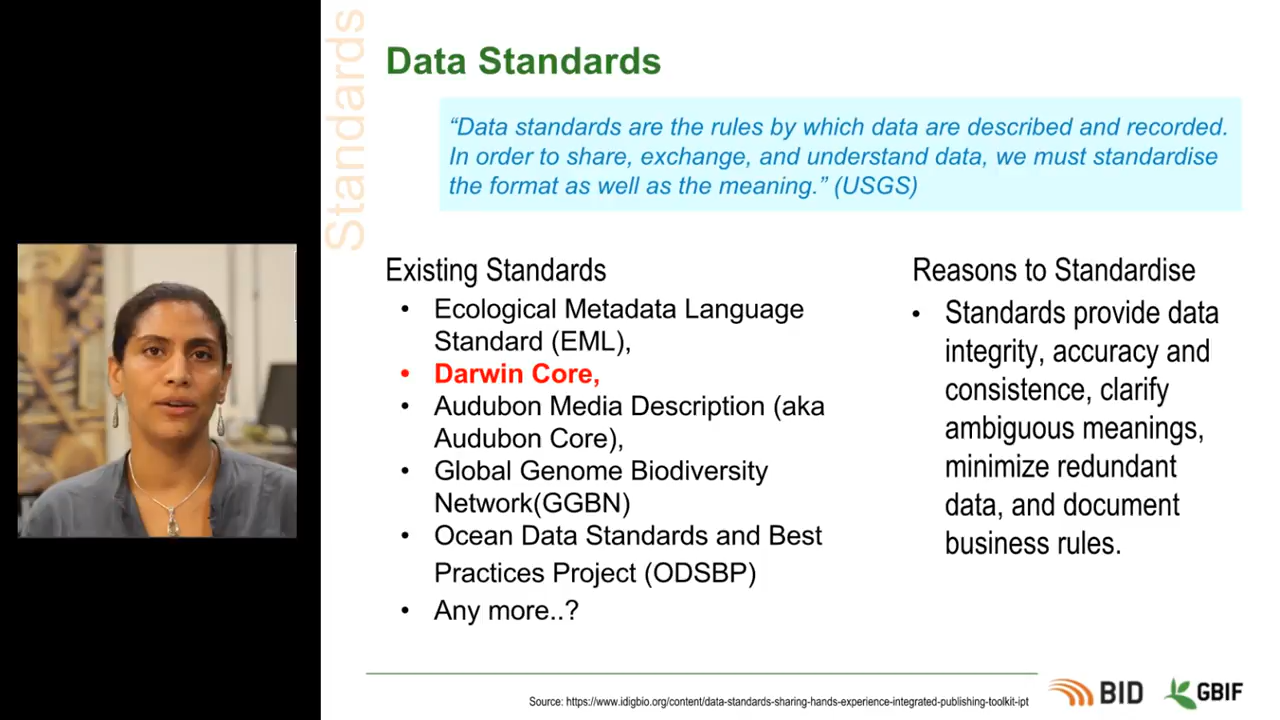 Standards
Data Standards
“Data standards are the rules by which data are described and recorded.
In order to share, exchange, and understand data, we must standardise
the format as well as the meaning.” (USGS)
Existing Standards
• Ecological Metadata Language
Standard (EML),
• Darwin Core,
• Audubon Media Description (aka
Audubon Core),
• Global Genome Biodiversity
Network(GGBN)
• Ocean Data Standards and Best
Practices Project (ODSBP)
• Any more..?
Reasons to Standardise
• Standards provide data
integrity, accuracy and
consistence, clarify
ambiguous meanings,
minimize redundant
data, and document
business rules.
Source: https://www.idigbio.org/content/data-standards-sharing-hands-experience-integrated-publishing-toolkit-ipt
BID
GBIF